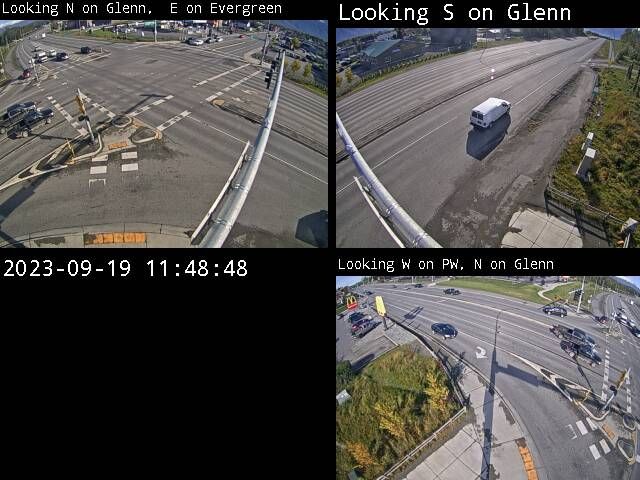 Looking N on Glenn,  E on Evergreen
Looking S on Glenn
2023-09-19 11:48:48
Looking W on PW, N on Glenn